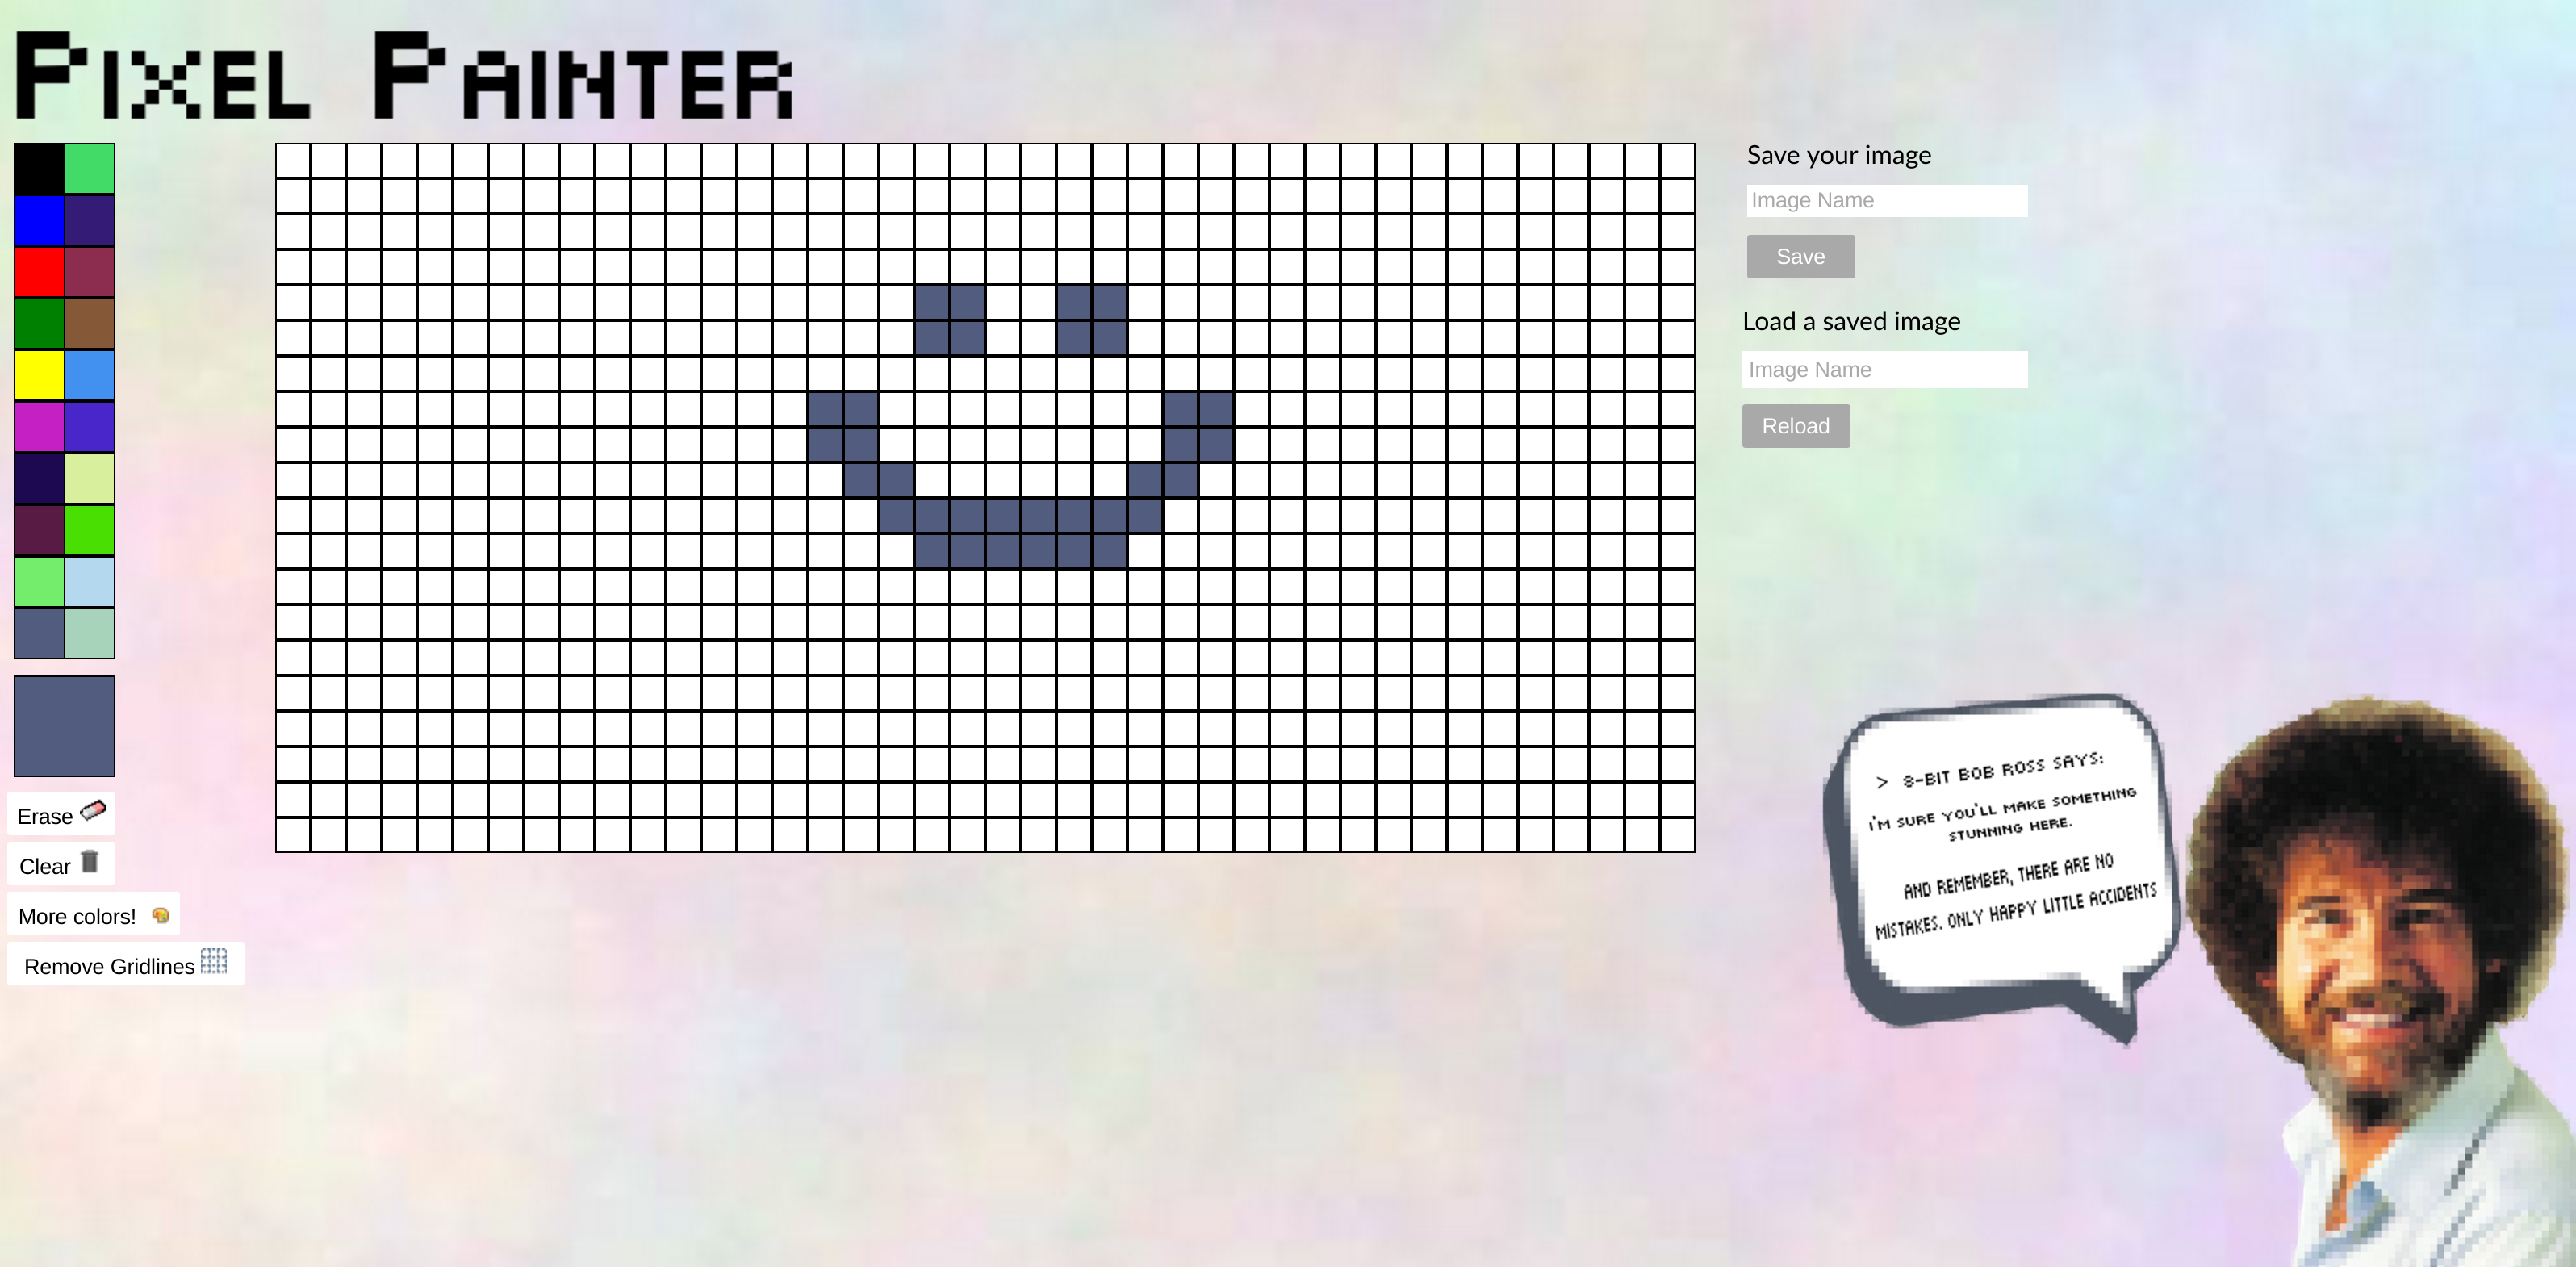 PIXEL PAINTER
Save your image
Image Name
Save
Load a saved image
Image Name
Reload
Erase
Clear
More colors!
Remove Gridlines
> 8-BIT BOB ROSS SAYS:
I'M SURE YOU'LL MAKE SOMETHING
STUNNING HERE.
AND REMEMBER, THERE ARE NO
MISTAKES. ONLY HAPPY LITTLE ACCIDENTS